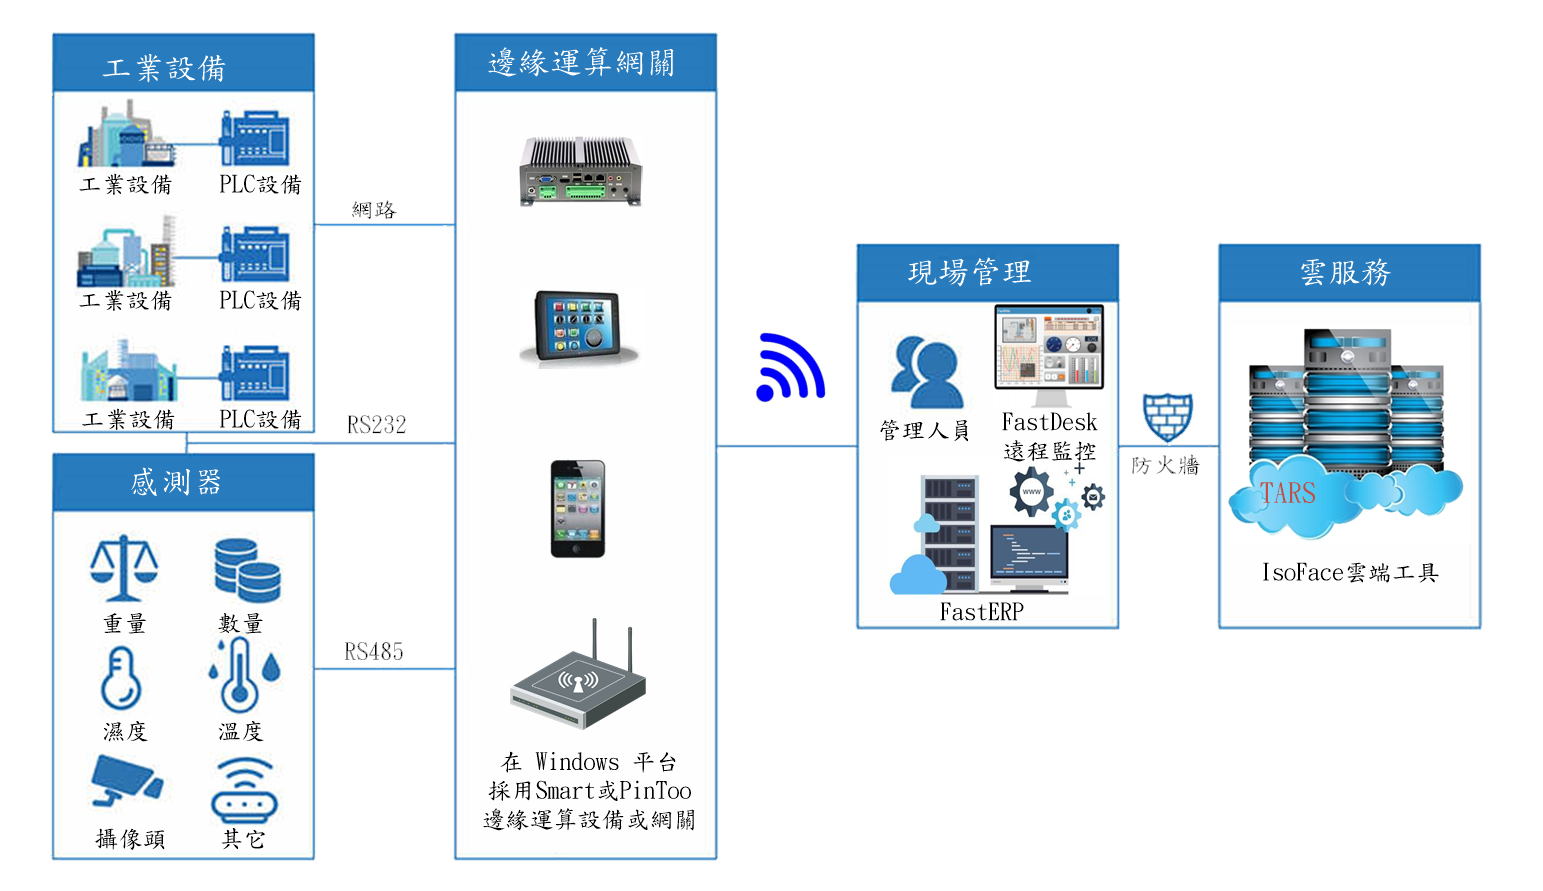 工業設備
工業設備
PLC設備
工業設備
PLC設備
工業設備
PLC設備
感測器
重量
數量
濕度
溫度
攝像頭
其它
網路
RS232
RS485
邊緣運算網關
在 Windows 平台
採用Smart或PinToo
邊緣運算設備或網關
現場管理
管理人員
FastDesk
遠程監控
WWW
FastERP
防火牆
雲服務
TARS
IsoFace雲端工具